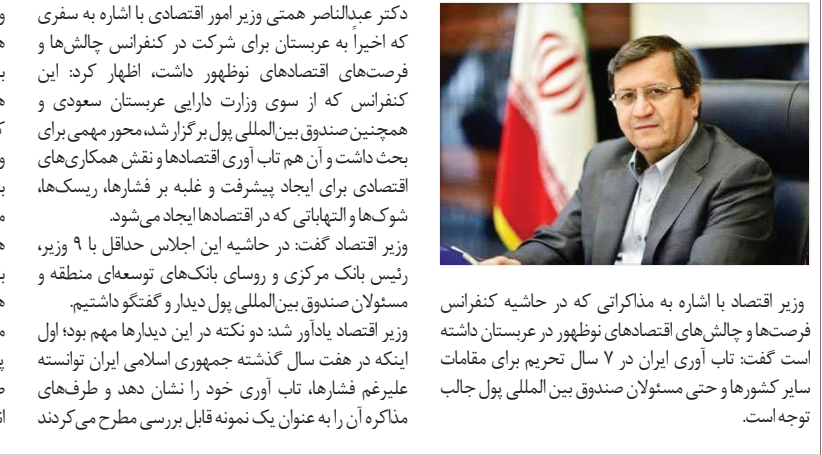 وزیر اقتصاد با اشاره به مذاکراتی که در حاشیه کنفرانس
فرصت‌ها و چالش‌های اقتصادهای نوظهور در عربستان داشته
است گفت: تاب آوری ایران در ۷ سال تحریم برای مقامات
سایر کشورها و حتی مسئولان صندوق بین المللی پول جالب
توجه است.
دکتر عبدالناصر همتی وزیر امور اقتصادی با اشاره به سفری
که اخیراً به عربستان برای شرکت در کنفرانس چالش‌ها و
فرصت‌های اقتصادهای نوظهور داشت، اظهار کرد: این
کنفرانس که از سوی وزارت دارایی عربستان سعودی و
همچنین صندوق بین‌المللی پول برگزار شد، محور مهمی برای
بحث داشت و آن هم تاب آوری اقتصادها و نقش همکاری‌های
اقتصادی برای ایجاد پیشرفت و غلبه بر فشارها، ریسک‌ها،
شوک‌ها و التهاباتی که در اقتصادها ایجاد می‌شود.
وزیر اقتصاد گفت: در حاشیه این اجلاس حداقل با ۹ وزیر،
رئیس بانک مرکزی و روسای بانک‌های توسعه‌ای منطقه و
مسئولان صندوق بین‌المللی پول دیدار و گفتگو داشتیم.
وزیر اقتصاد یادآور شد: دو نکته در این دیدارها مهم بود؛ اول
اینکه در هفت سال گذشته جمهوری اسلامی ایران توانسته
علیرغم فشارها، تاب آوری خود را نشان دهد و طرف‌های
مذاکره آن را به عنوان یک نمونه قابل بررسی مطرح می‌کردند